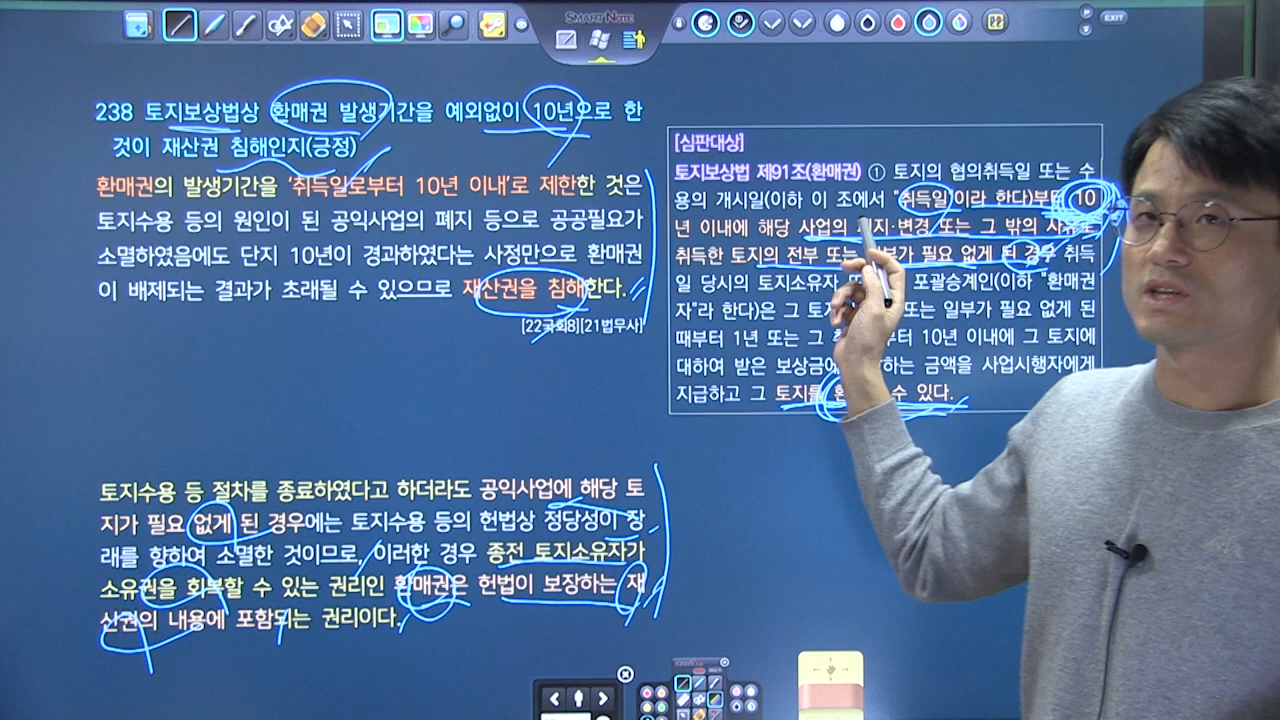 SMART NOTE
EXIT
238 토지보상법상 환매권 발생기간을 예외없이 10년으로 한
것이 재산권 침해인지(긍정)
환매권의 발생기간을 '취득일로부터 10년 이내'로 제한한 것은
토지수용 등의 원인이 된 공익사업의 폐지 등으로 공공필요가
소멸하였음에도 단지 10년이 경과하였다는 사정만으로 환매권
이 배제되는 결과가 초래될 수 있으므로 재산권을 침해한다.
[22국회8][21법무사]
토지수용 등 절차를 종료하였다고 하더라도 공익사업에 해당 토
지가 필요 없게 된 경우에는 토지수용 등의 헌법상 정당성이 장
래를 향하여 소멸한 것이므로, 이러한 경우 종전 토지소유자가
소유권을 회복할 수 있는 권리인 환매권은 헌법이 보장하는 재
산권의 내용에 포함되는 권리이다.
[심판대상]
토지보상법 제91조(환매권) ① 토지의 협의취득일 또는 수
용의 개시일(이하 이 조에서 "취득일"이라 한다)부터 10
년 이내에 해당 사업의 폐지·변경 또는 그 밖의 사유로
취득한 토지의 전부 또는 일부가 필요 없게 된 경우 취득
일 당시의 토지소유자 포괄승계인(이하 "환매권
자"라 한다)은 그 또는 일부가 필요 없게 된
때부터 1년 또는 그 부터 10년 이내에 그 토지에
대하여 받은 보상금에 하는 금액을 사업시행자에게
지급하고 그 토지를 수 있다.